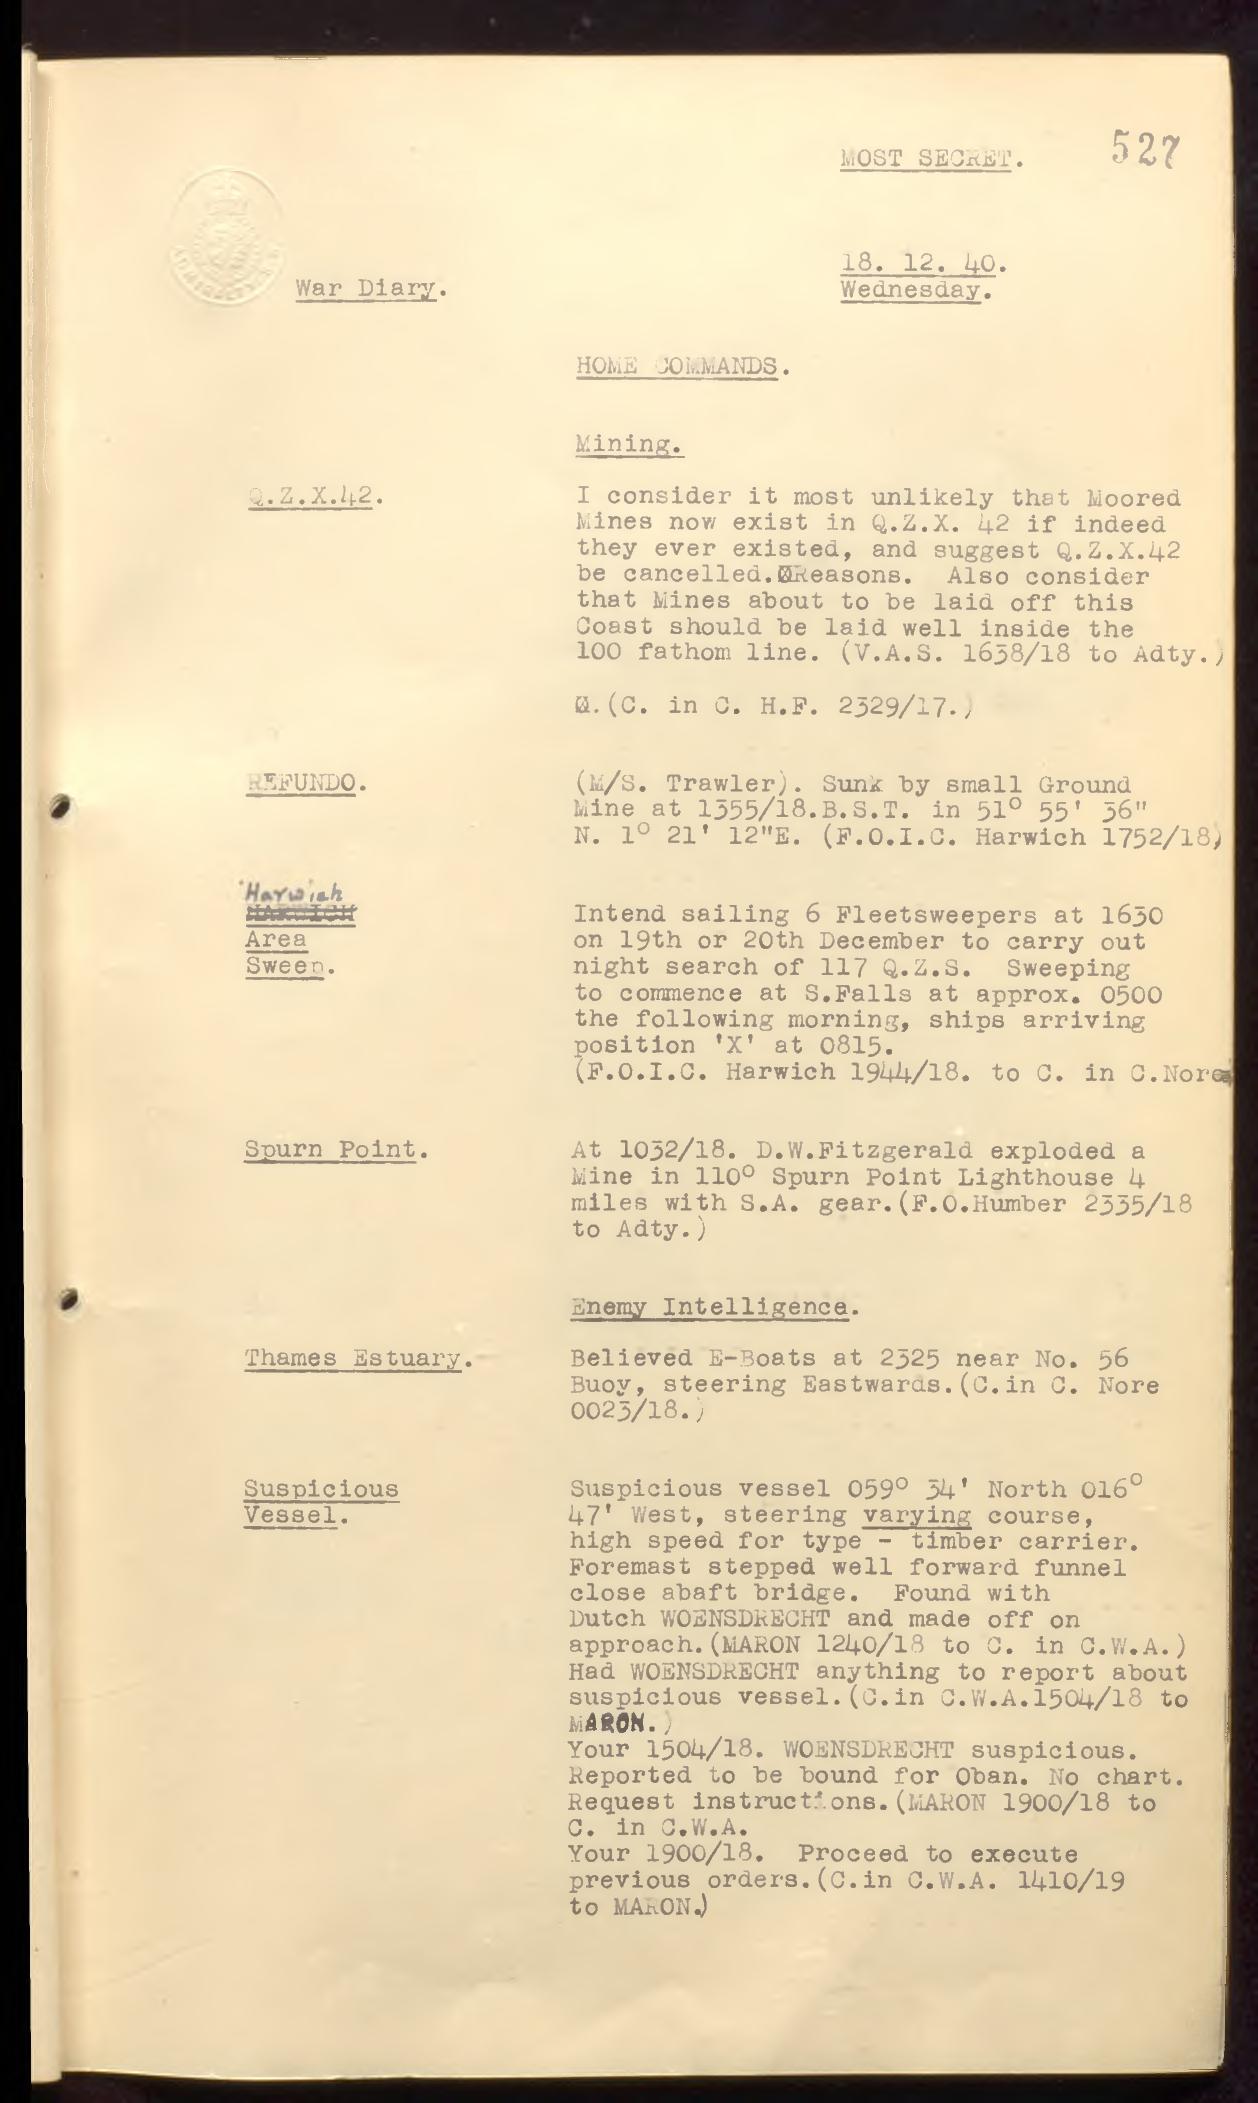 MOST SECRET. 527
18. 12. 40.
War Diary. Wednesday.
HOME COMMANDS.
Mining.
Q.Z.X.42. I consider it most unlikely that Moored
Mines now exist in Q.Z.X. 42 if indeed
they ever existed, and suggest Q.Z.X.42
be cancelled. Reasons. Also consider
that Mines about to be laid off this
Coast should be laid well inside the
100 fathom line. (V.A.S. 1638/18 to Adty.)
(C. in C. H.F. 2329/17.)
REFUNDO. (M/S. Trawler). Sunk by small Ground
Mine at 1355/18.B.S.T. in 51° 55' 36"
N. 1° 21' 12"E. (F.O.I.C. Harwich 1752/18)
Harwich
HARWICH Intend sailing 6 Fleetsweepers at 1630
Area on 19th or 20th December to carry out
Sweep. night search of 117 Q.Z.S. Sweeping
to commence at S.Falls at approx. 0500
the following morning, ships arriving
position 'X' at 0815.
(F.O.I.C. Harwich 1944/18. to C. in C.Nore
Spurn Point. At 1032/18. D.W.Fitzgerald exploded a
Mine in 110° Spurn Point Lighthouse 4
miles with S.A. gear.(F.O.Humber 2335/18
to Adty.)
Enemy Intelligence.
Thames Estuary. Believed E-Boats at 2325 near No. 56
Buoy, steering Eastwards.(C.in C. Nore
0023/18.)
Suspicious Suspicious vessel 059° 34' North 016°
Vessel. 47' West, steering varying course,
high speed for type - timber carrier.
Foremast stepped well forward funnel
close abaft bridge. Found with
Dutch WOENSDRECHT and made off on
approach.(MARON 1240/18 to C. in C.W.A.)
Had WOENSDRECHT anything to report about
suspicious vessel.(C.in C.W.A.1504/18 to
MARON.)
Your 1504/18. WOENSDRECHT suspicious.
Reported to be bound for Oban. No chart.
Request instructions.(MARON 1900/18 to
C. in C.W.A.
Your 1900/18. Proceed to execute
previous orders.(C.in C.W.A. 1410/19
to MARON.)